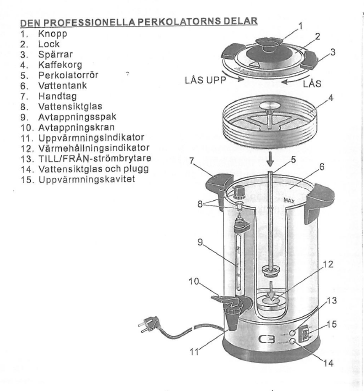 DEN PROFESSIONELLA PERKOLATORNS DELAR
1. Knopp
2. Lock
3. Spärrar
4. Kaffekorg
5. Perkolatorrör
6. Vattentank
7. Handtag
8. Vattensiktglas
9. Avtappningsspak
10. Avtappningskran
11. Uppvärmningsindikator
12. Värmehållningsindikator
13. TILL/FRÅN-strömbrytare
14. Vattensiktglas och plugg
15. Uppvärmningskavitet
1
2
3
LÅS UPP
LÅS
4
5
6
7
8
MAX
9
10
12
13
15
C3
11
14